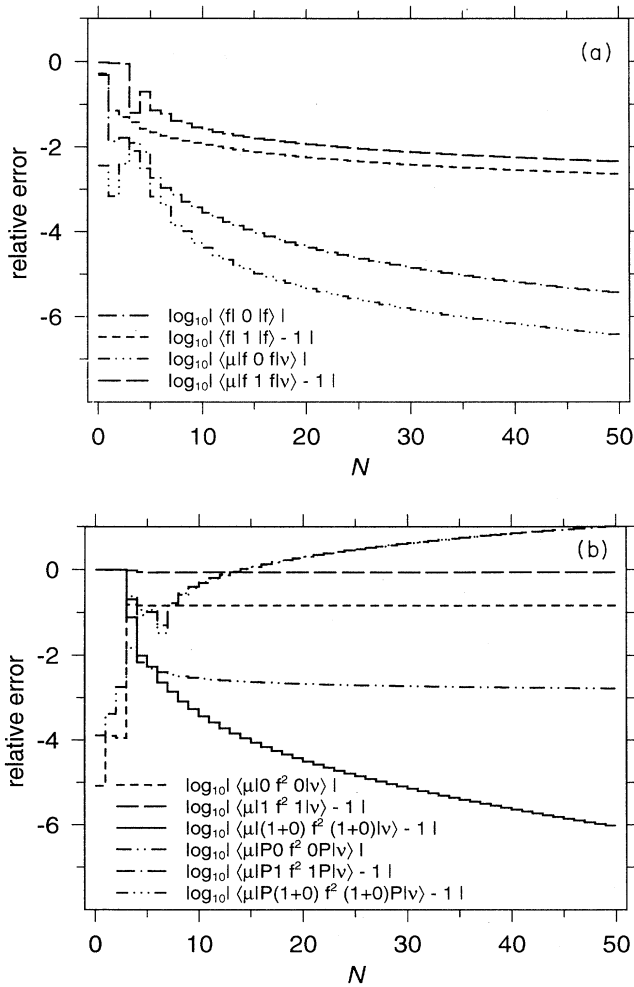 (a)
0
-2
-4
-6
relative error
log₁₀| ⟨f| 0 |f⟩ |
log₁₀| ⟨f| 1 |f⟩ - 1 |
log₁₀| ⟨μ|f 0 f|ν⟩ |
log₁₀| ⟨μ|f 1 f|ν⟩ - 1 |
0 10 20 30 40 50
N
(b)
0
-2
-4
-6
relative error
log₁₀| ⟨μ|0 f² 0|ν⟩ |
log₁₀| ⟨μ|1 f² 1|ν⟩ - 1 |
log₁₀| ⟨μ|(1+0) f² (1+0)|ν⟩ - 1 |
log₁₀| ⟨μ|P0 f² 0P|ν⟩ |
log₁₀| ⟨μ|P1 f² 1P|ν⟩ - 1 |
log₁₀| ⟨μ|P(1+0) f² (1+0)P|ν⟩ - 1 |
0 10 20 30 40 50
N